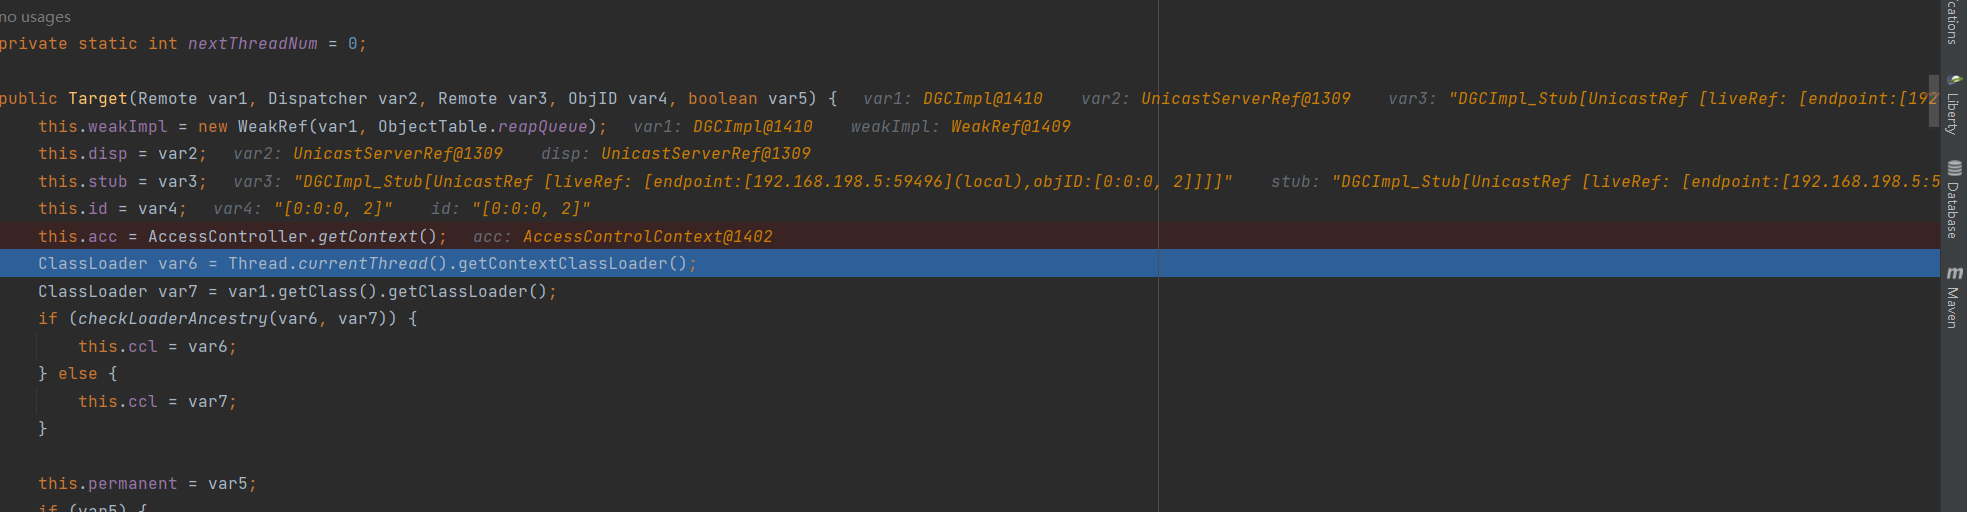 no usages
private static int nextThreadNum = 0;
public Target(Remote var1, Dispatcher var2, Remote var3, ObjID var4, boolean var5) { var1: DGCImpl@1410 var2: UnicastServerRef@1309 var3: "DGCImpl_Stub[UnicastRef [liveRef: [endpoint:[192
this.weakImpl = new WeakRef(var1, ObjectTable.reapQueue); var1: DGCImpl@1410 weakImpl: WeakRef@1409
this.disp = var2; var2: UnicastServerRef@1309 disp: UnicastServerRef@1309
this.stub = var3; var3: "DGCImpl_Stub[UnicastRef [liveRef: [endpoint:[192.168.198.5:59496](local),objID:[0:0:0, 2]]]]" stub: "DGCImpl_Stub[UnicastRef [liveRef: [endpoint:[192.168.198.5:5
this.id = var4; var4: "[0:0:0, 2]" id: "[0:0:0, 2]"
this.acc = AccessController.getContext(); acc: AccessControlContext@1402
ClassLoader var6 = Thread.currentThread().getContextClassLoader();
ClassLoader var7 = var1.getClass().getClassLoader();
if (checkLoaderAncestry(var6, var7)) {
this.ccl = var6;
} else {
this.ccl = var7;
}
this.permanent = var5;
if (var5) {
cations
Liberty
Database
m Maven